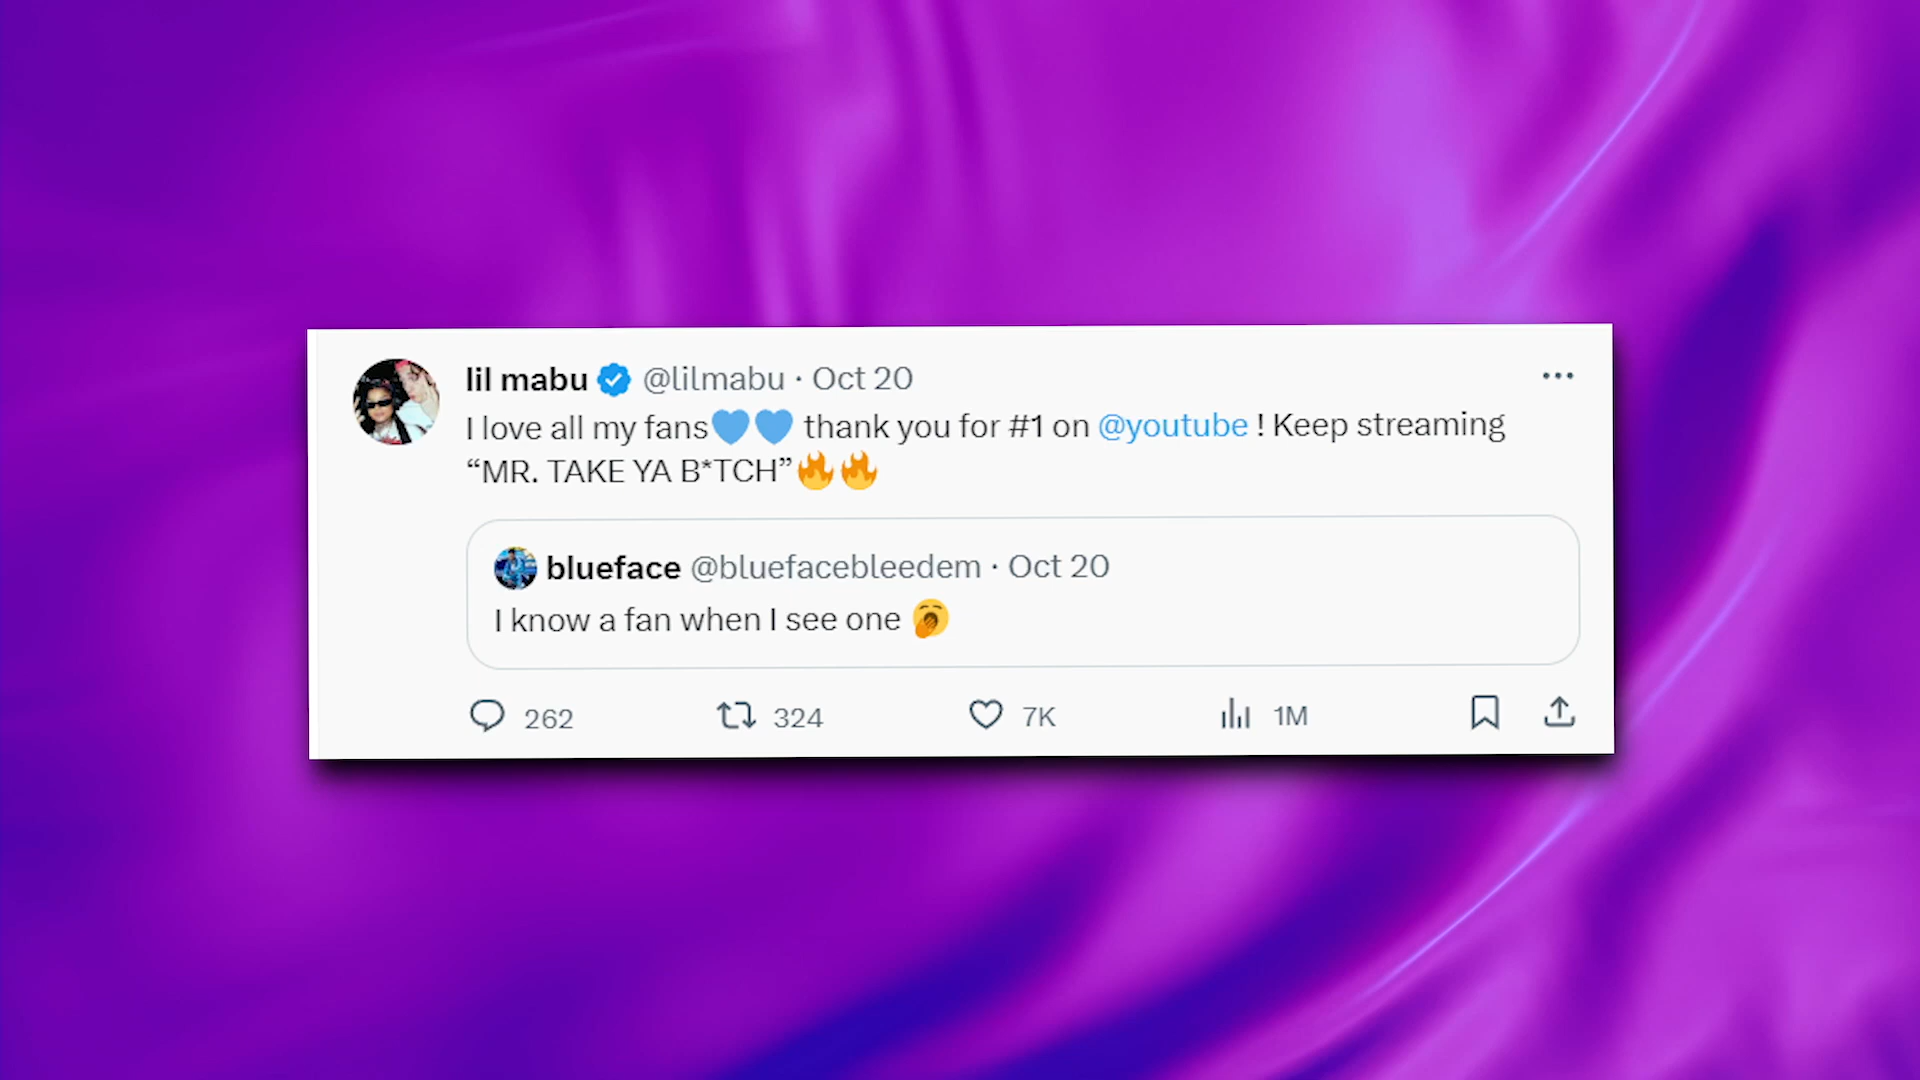 lil mabu @lilmabu · Oct 20
I love all my fans💙💙 thank you for #1 on @youtube ! Keep streaming
“MR. TAKE YA B*TCH”🔥🔥
blueface @bluefacebleedem · Oct 20
I know a fan when I see one 🥱
262 324 7K 1M